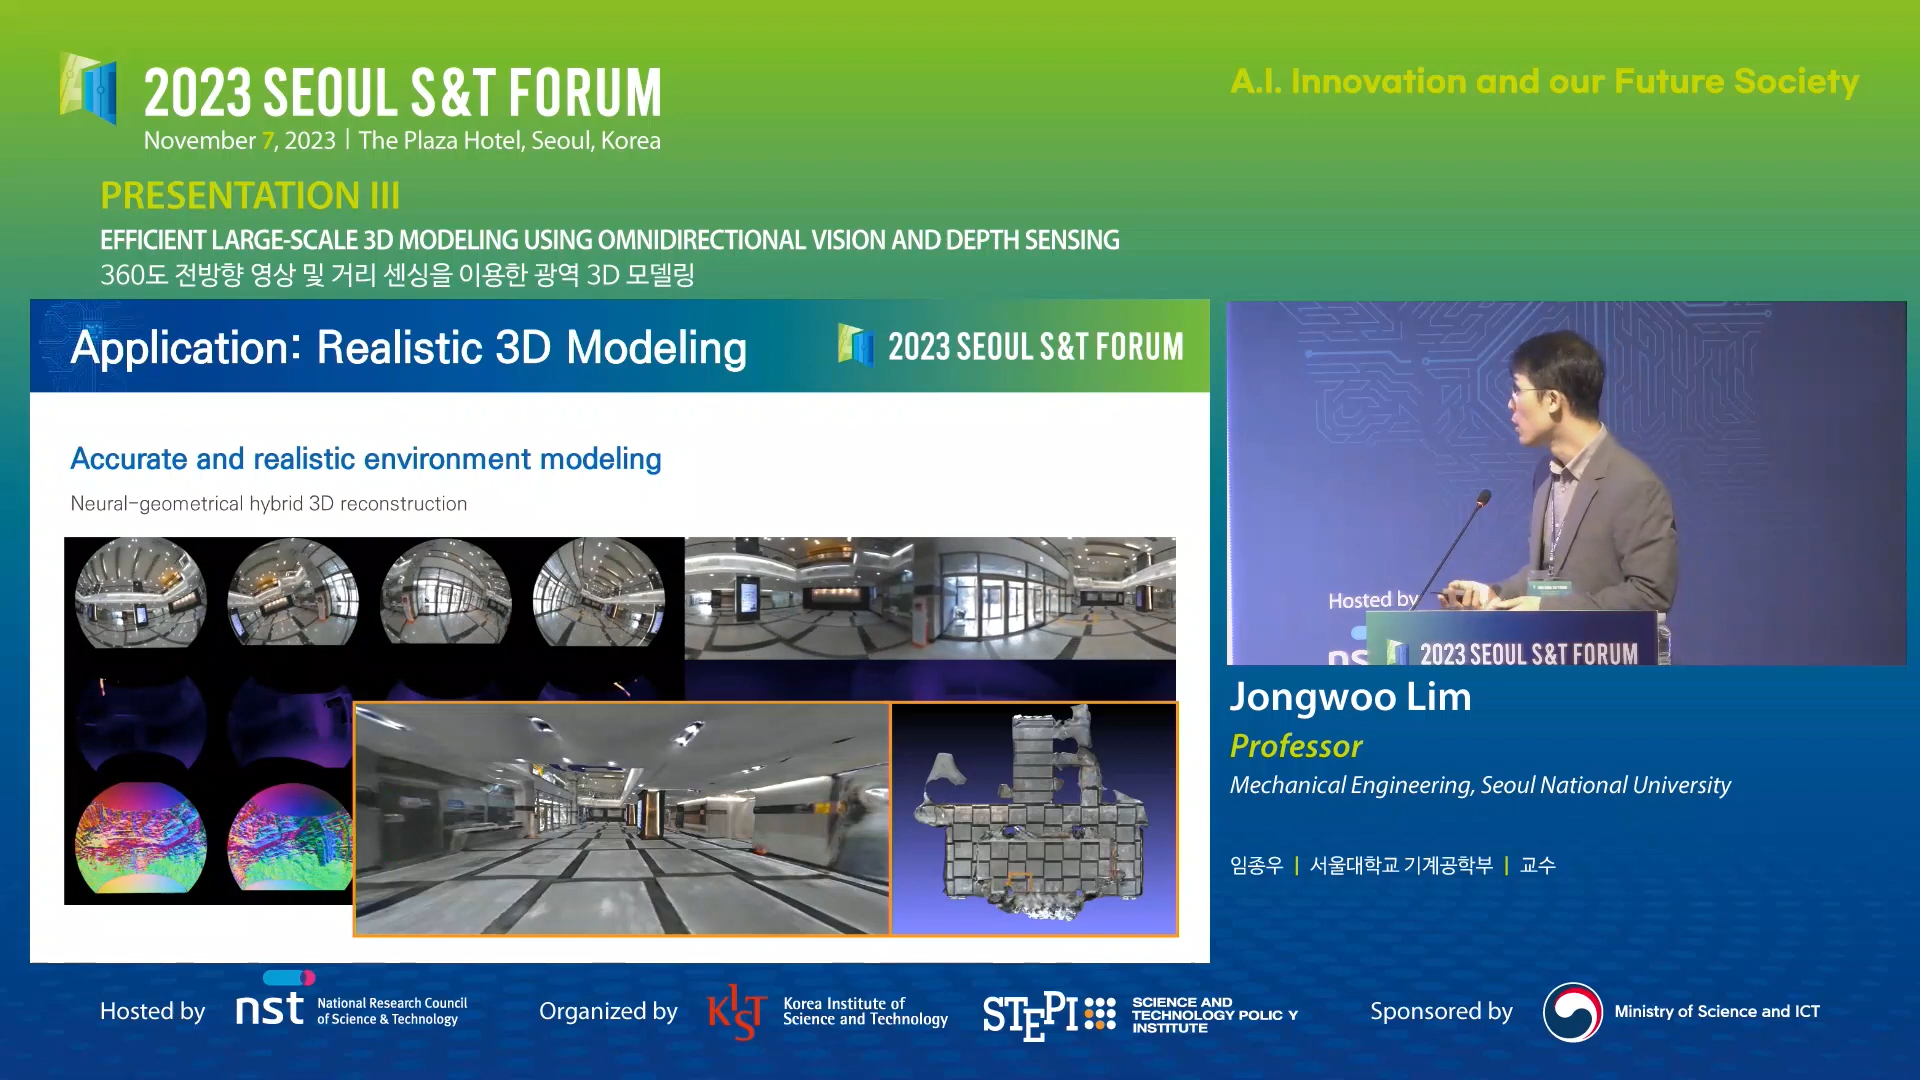 2023 SEOUL S&T FORUM
November 7, 2023 | The Plaza Hotel, Seoul, Korea
A.I. Innovation and our Future Society
PRESENTATION III
EFFICIENT LARGE-SCALE 3D MODELING USING OMNIDIRECTIONAL VISION AND DEPTH SENSING
360도 전방향 영상 및 거리 센싱을 이용한 광역 3D 모델링
Application: Realistic 3D Modeling
2023 SEOUL S&T FORUM
Accurate and realistic environment modeling
Neural-geometrical hybrid 3D reconstruction
Hosted by
ns
2023 SEOUL S&T FORUM
Jongwoo Lim
Professor
Mechanical Engineering, Seoul National University
임종우 | 서울대학교 기계공학부 | 교수
Hosted by
nst
National Research Council
of Science & Technology
Organized by
KIST
Korea Institute of
Science and Technology
STEPI
SCIENCE AND
TECHNOLOGY POLIC Y
INSTITUTE
Sponsored by
Ministry of Science and ICT